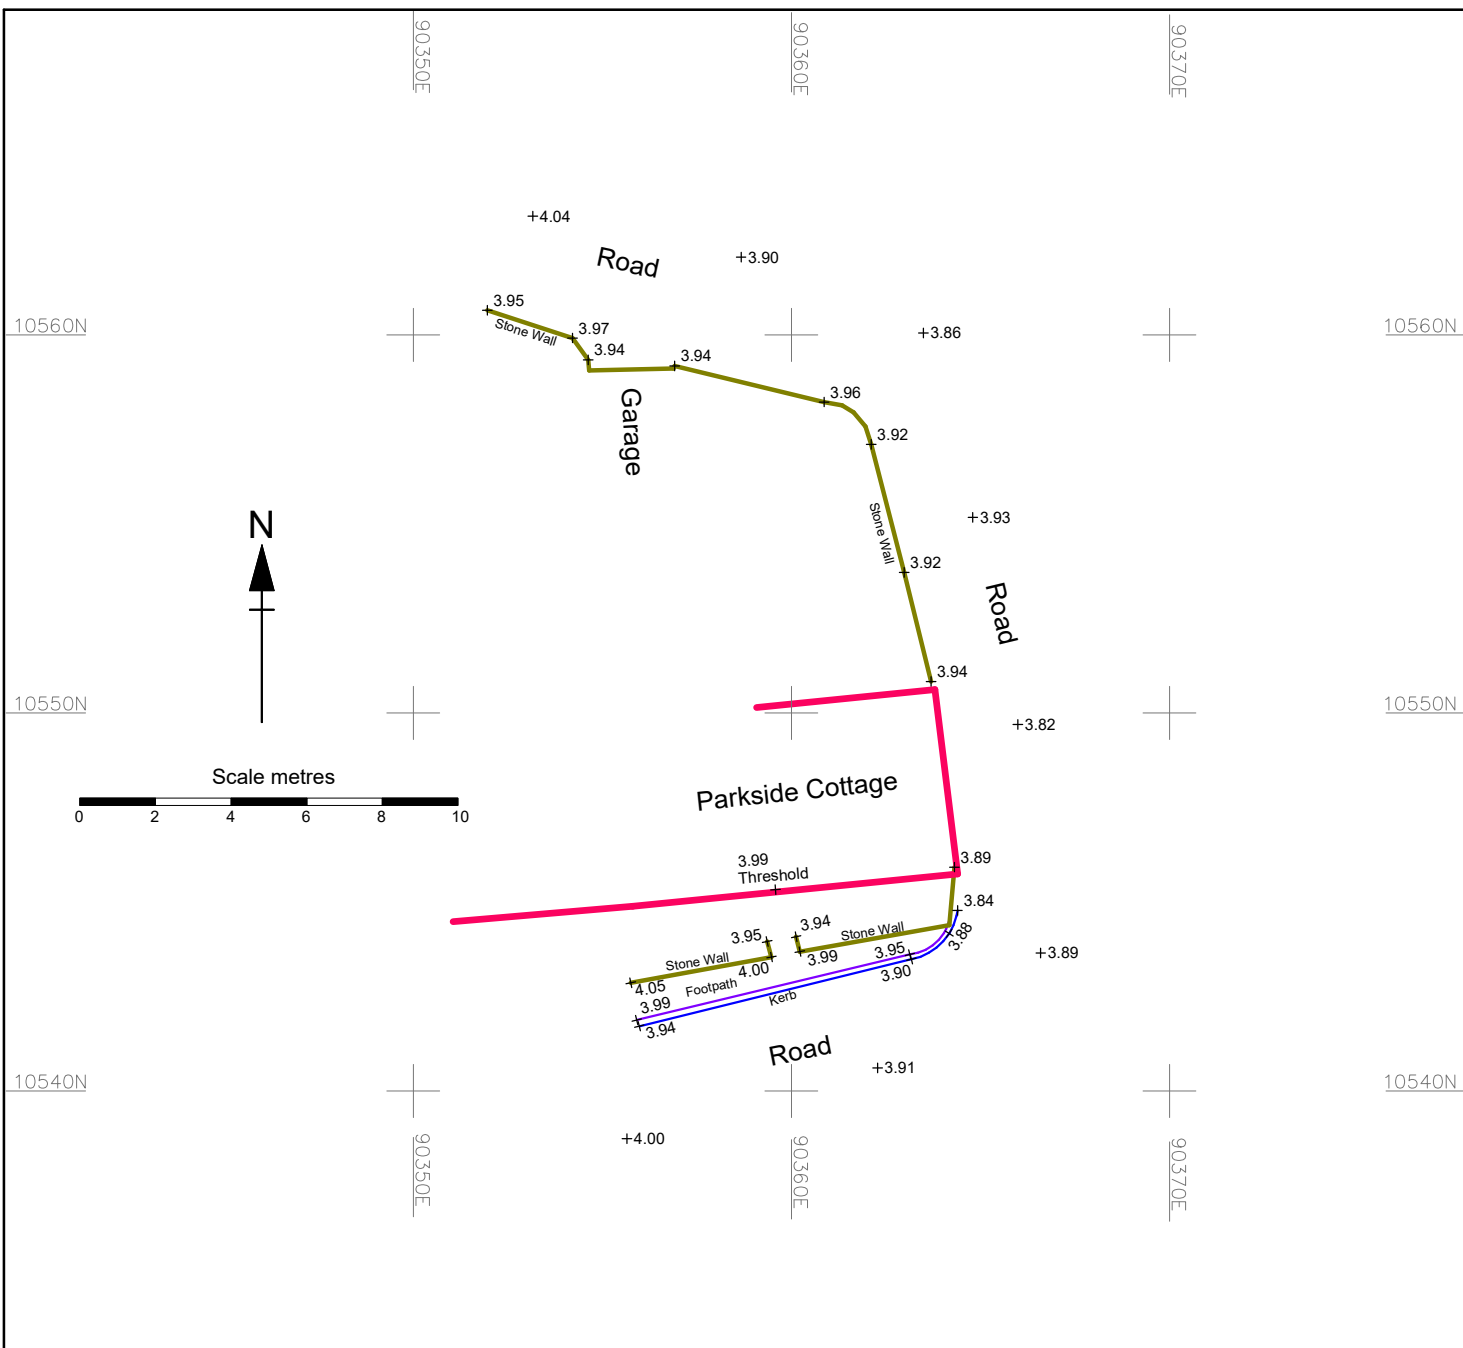 90350E
90360E
90370E
+4.04
Road
+3.90
3.95
Stone Wall
3.97
10560N
+3.86
10560N
3.94
3.94
Garage
3.96
3.92
Stone Wall
+3.93
N
3.92
Road
3.94
10550N
+3.82
10550N
Scale metres
0 2 4 6 8 10
Parkside Cottage
3.99
Threshold
3.89
3.84
3.88
3.95
3.94
Stone Wall
3.99
3.95
3.90
Stone Wall
4.00
4.05
Footpath
3.99
Kerb
3.94
+3.89
Road
+3.91
10540N
10540N
+4.00
90350E
90360E
90370E